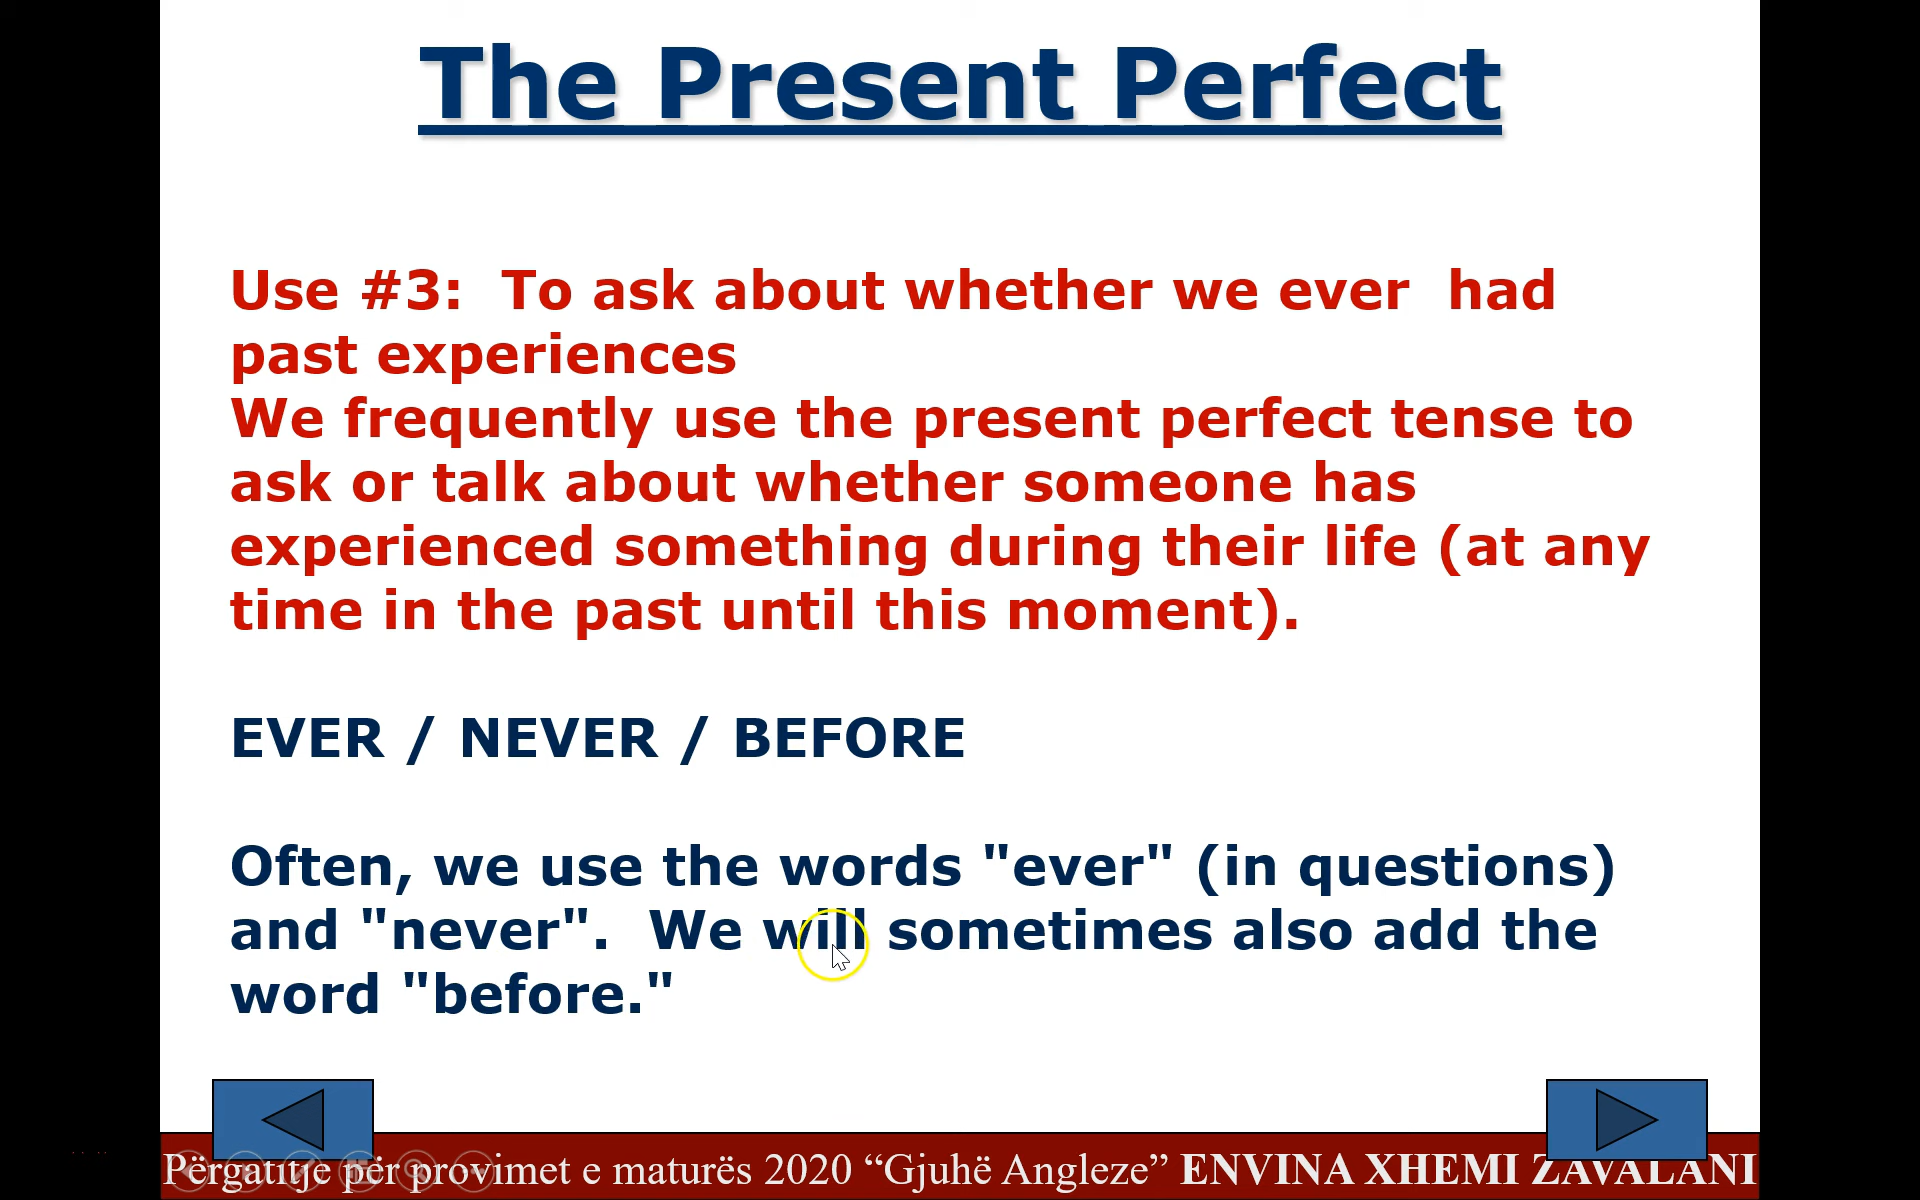 The Present Perfect
Use #3:  To ask about whether we ever  had
past experiences
We frequently use the present perfect tense to
ask or talk about whether someone has
experienced something during their life (at any
time in the past until this moment).
EVER / NEVER / BEFORE
Often, we use the words "ever" (in questions)
and "never".  We will sometimes also add the
word "before."
Përgatitje për provimet e maturës 2020 “Gjuhë Angleze” ENVINA XHEMI ZAVALANI